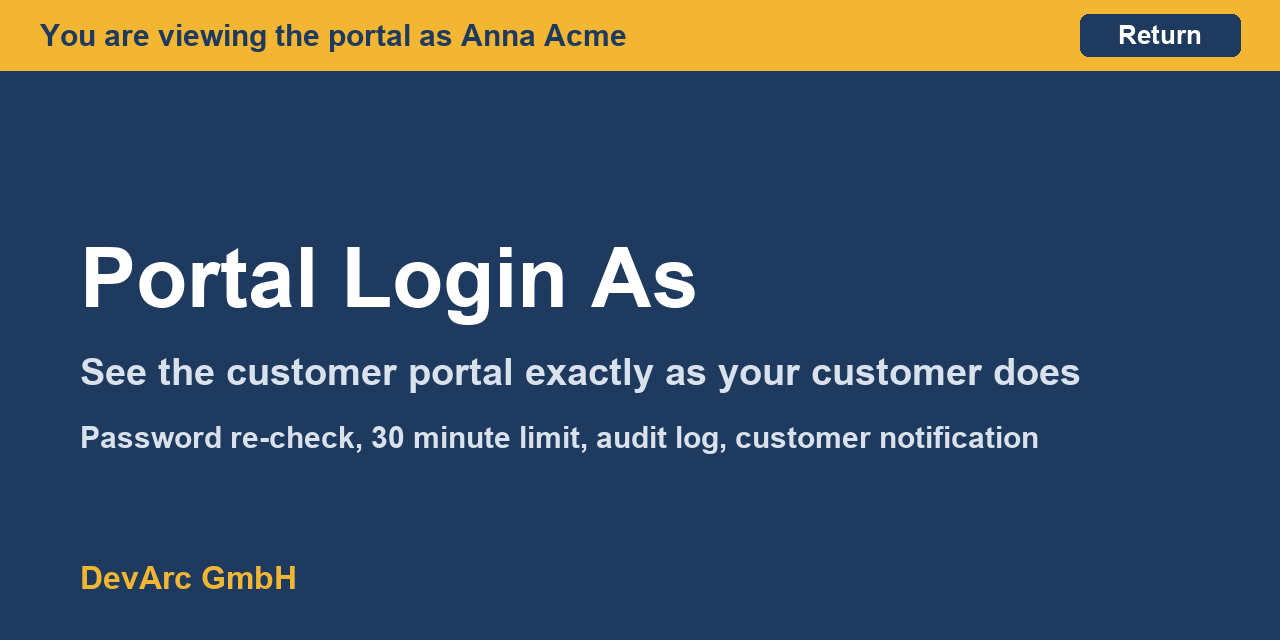 You are viewing the portal as Anna Acme
Return
Portal Login As
See the customer portal exactly as your customer does
Password re-check, 30 minute limit, audit log, customer notification
DevArc GmbH